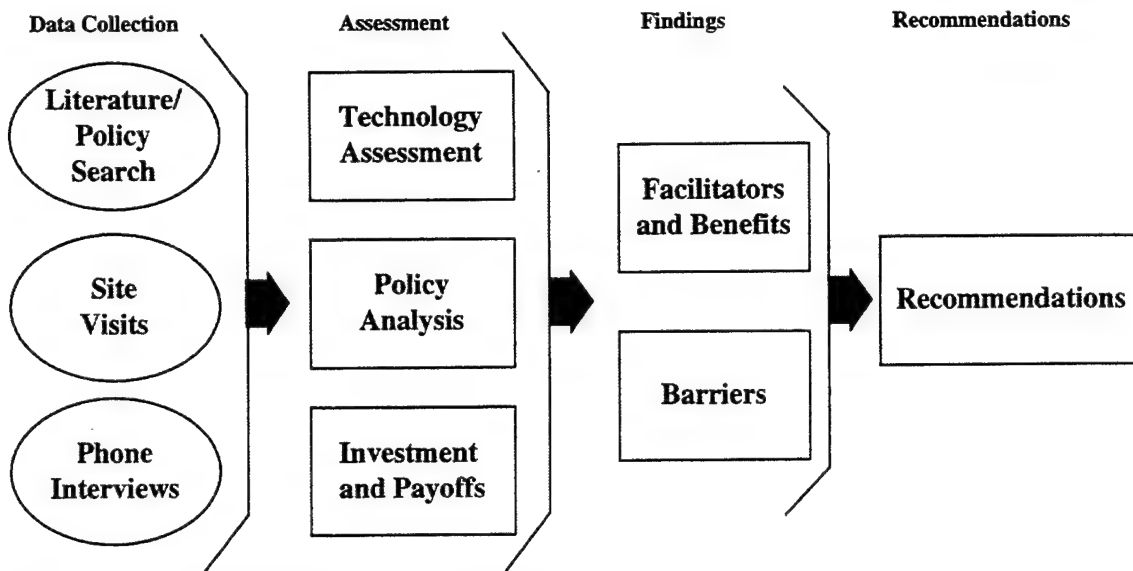 Data Collection
Assessment
Findings
Recommendations
Literature/
Policy
Search
Site
Visits
Phone
Interviews
Technology
Assessment
Policy
Analysis
Investment
and Payoffs
Facilitators
and Benefits
Barriers
Recommendations